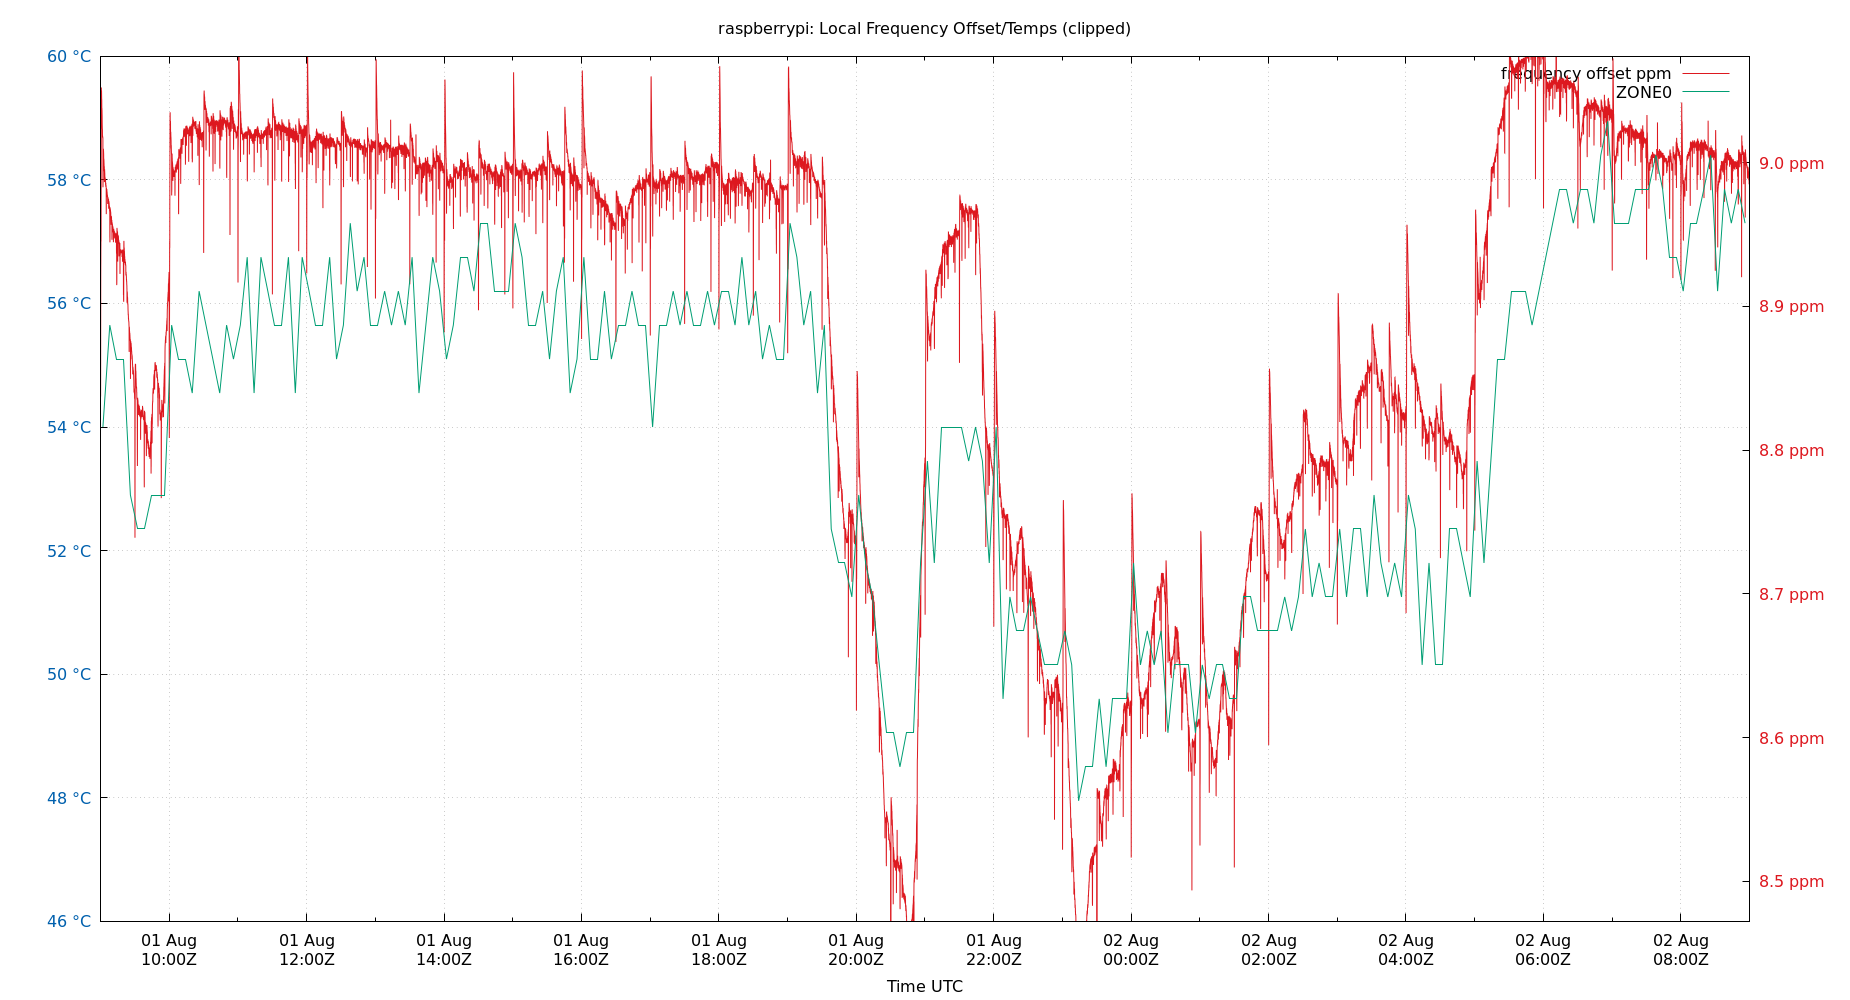 raspberrypi: Local Frequency Offset/Temps (clipped)
60 °C
58 °C
56 °C
54 °C
52 °C
50 °C
48 °C
46 °C
frequency offset ppm
ZONE0
9.0 ppm
8.9 ppm
8.8 ppm
8.7 ppm
8.6 ppm
8.5 ppm
01 Aug 01 Aug 01 Aug 01 Aug 01 Aug 01 Aug 01 Aug 02 Aug 02 Aug 02 Aug 02 Aug 02 Aug
10:00Z 12:00Z 14:00Z 16:00Z 18:00Z 20:00Z 22:00Z 00:00Z 02:00Z 04:00Z 06:00Z 08:00Z
Time UTC